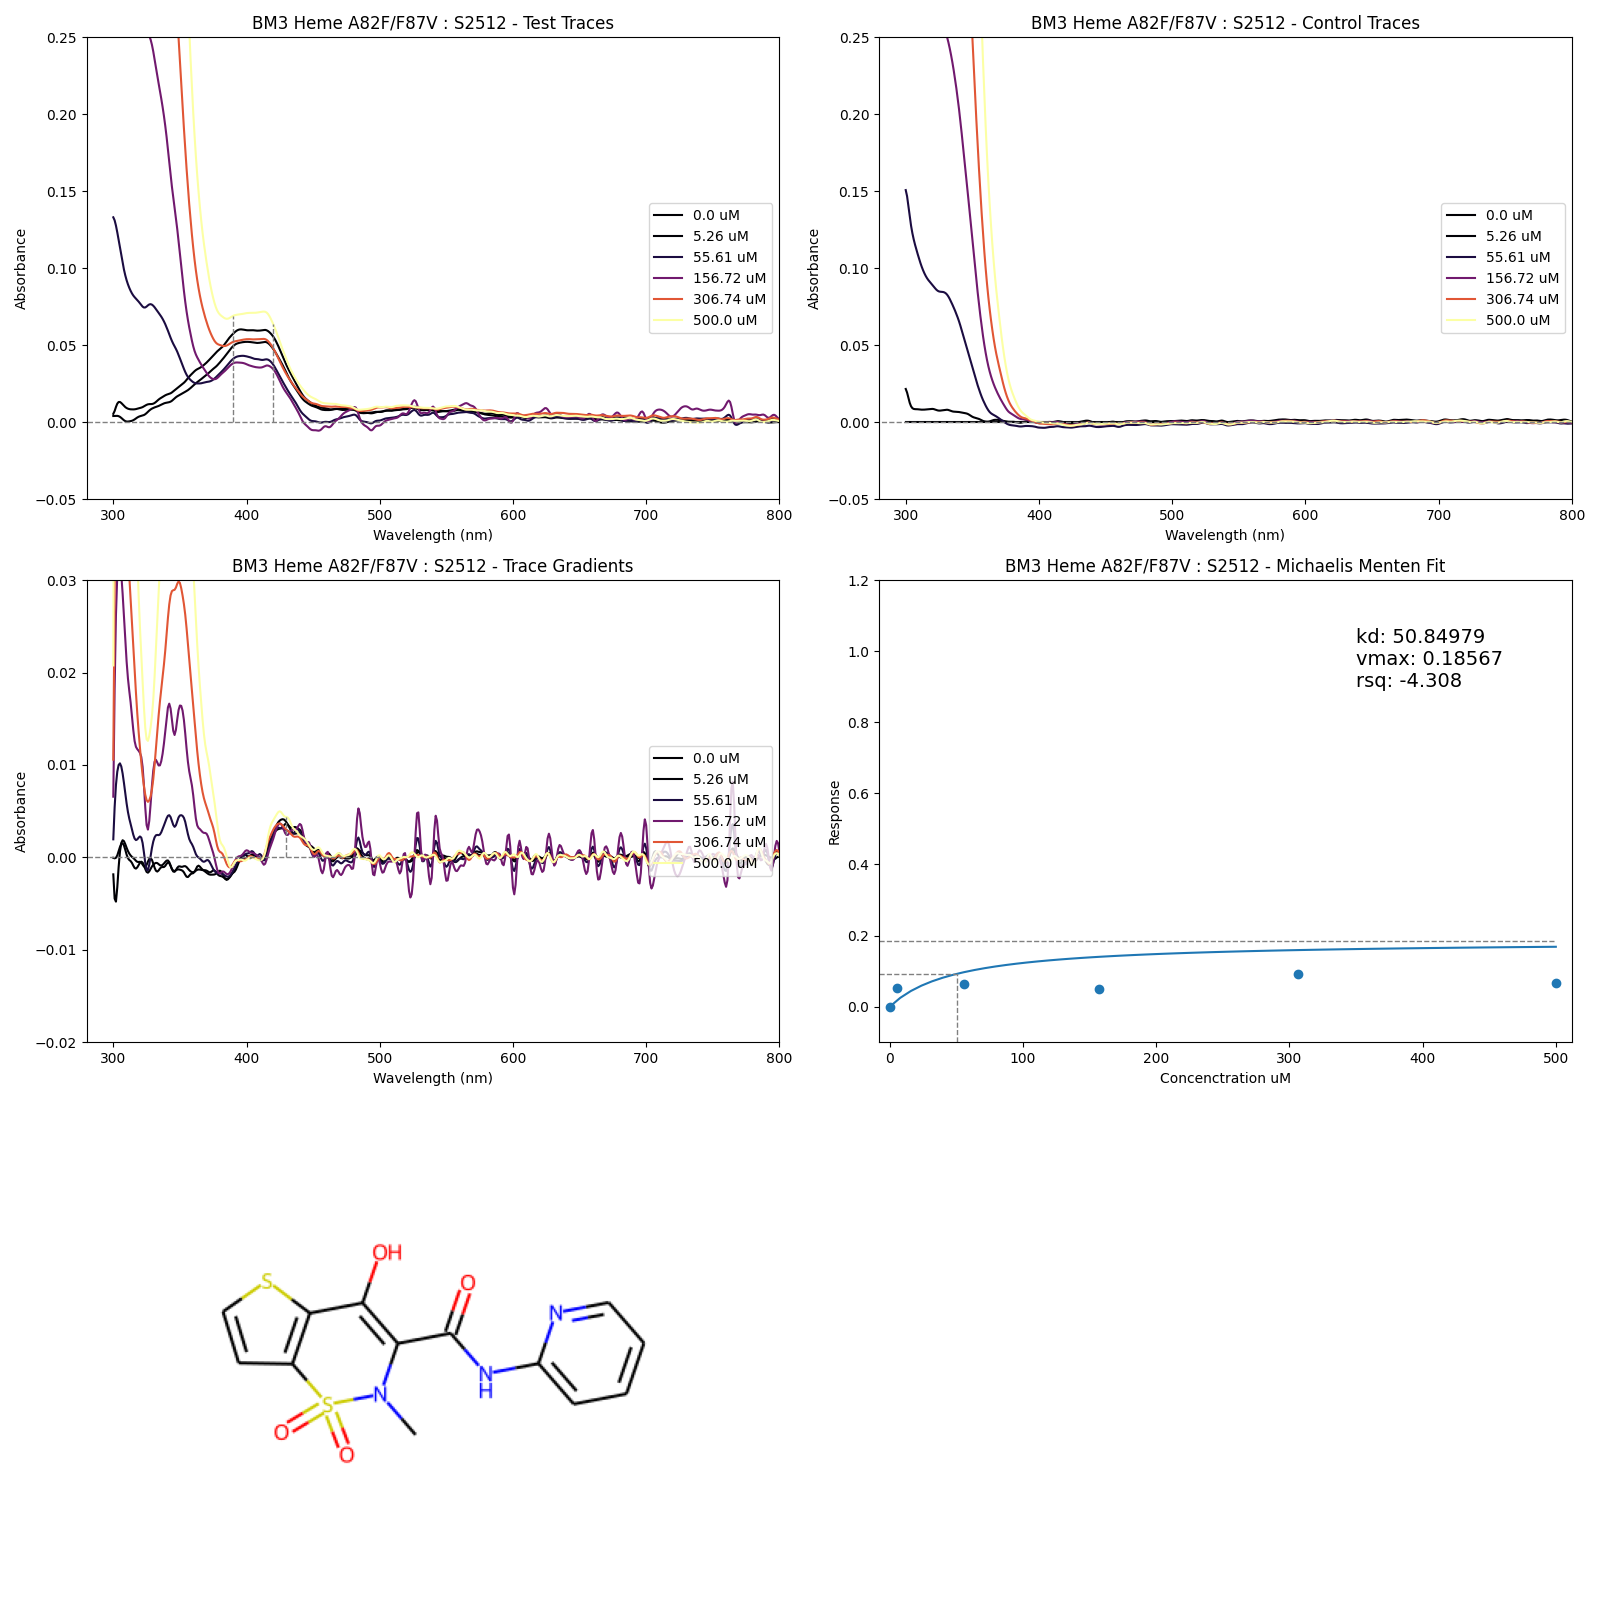 BM3 Heme A82F/F87V : S2512 - Test Traces
0.25
0.20
0.15
0.10
0.05
0.00
−0.05
Absorbance
300 400 500 600 700 800
Wavelength (nm)
0.0 uM
5.26 uM
55.61 uM
156.72 uM
306.74 uM
500.0 uM
BM3 Heme A82F/F87V : S2512 - Control Traces
0.25
0.20
0.15
0.10
0.05
0.00
−0.05
Absorbance
300 400 500 600 700 800
Wavelength (nm)
0.0 uM
5.26 uM
55.61 uM
156.72 uM
306.74 uM
500.0 uM
BM3 Heme A82F/F87V : S2512 - Trace Gradients
0.03
0.02
0.01
0.00
−0.01
−0.02
Absorbance
300 400 500 600 700 800
Wavelength (nm)
0.0 uM
5.26 uM
55.61 uM
156.72 uM
306.74 uM
500.0 uM
BM3 Heme A82F/F87V : S2512 - Michaelis Menten Fit
1.2
1.0
0.8
0.6
0.4
0.2
0.0
Response
0 100 200 300 400 500
Concenctration uM
kd: 50.84979
vmax: 0.18567
rsq: -4.308
OH
S
O
N
N
H
N
S
O
O